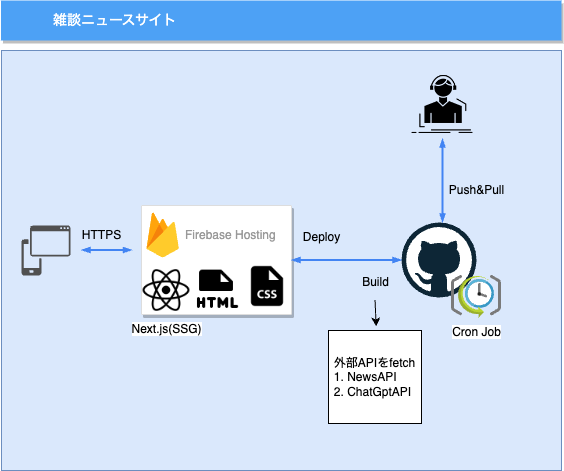 雑談ニュースサイト
Push&Pull
HTTPS
Firebase Hosting
HTML
CSS
Next.js(SSG)
Deploy
Build
Cron Job
外部APIをfetch
1. NewsAPI
2. ChatGptAPI